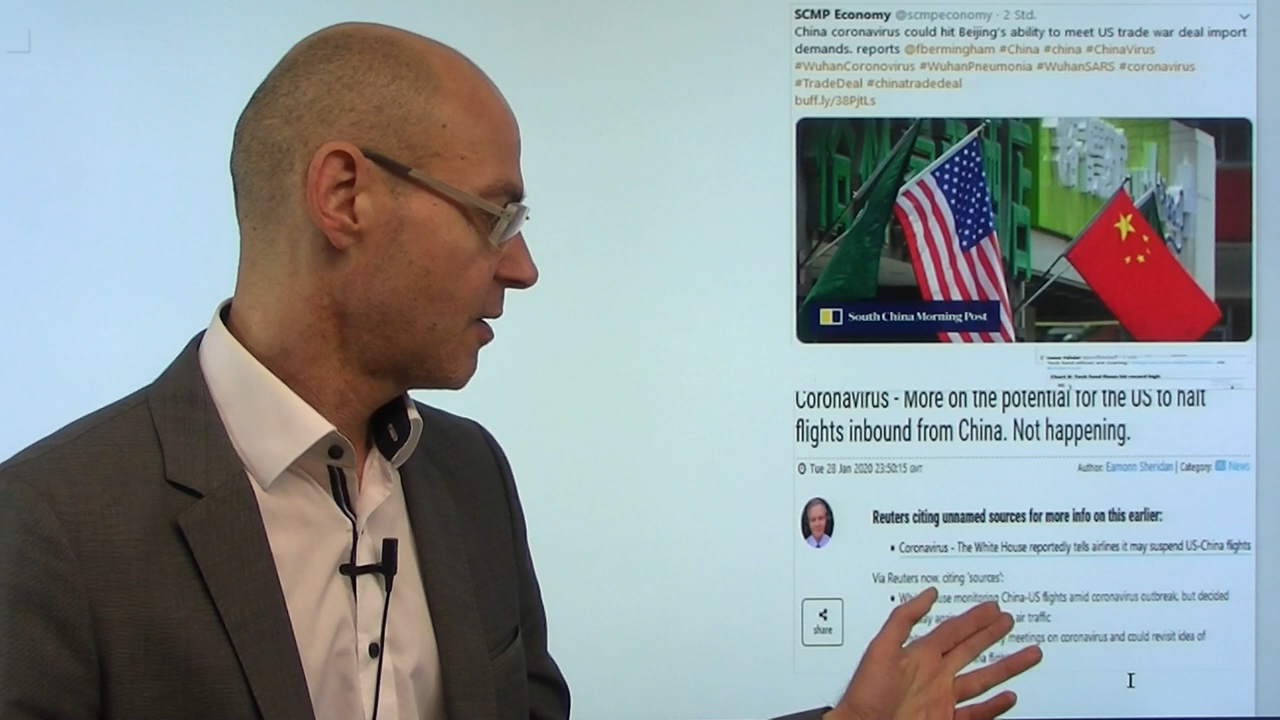 SCMP Economy @scmpeconomy · 2 Std.
China coronavirus could hit Beijing's ability to meet US trade war deal import
demands. reports @fbermingham #China #china #ChinaVirus
#WuhanCoronovirus #WuhanPneumonia #WuhanSARS #coronavirus
#TradeDeal #chinatradedeal
buff.ly/38PjtLs
South China Morning Post
Coronavirus - More on the potential for the US to halt
flights inbound from China. Not happening.
Tue 28 Jan 2020 23:50:15 GMT
Author: Eamonn Sheridan | Category: News
Reuters citing unnamed sources for more info on this earlier:
• Coronavirus - The White House reportedly tells airlines it may suspend US-China flights
Via Reuters now, citing 'sources':
• use monitoring China-US flights amid coronavirus outbreak, but decided
air traffic
meetings on coronavirus and could revisit idea of
share